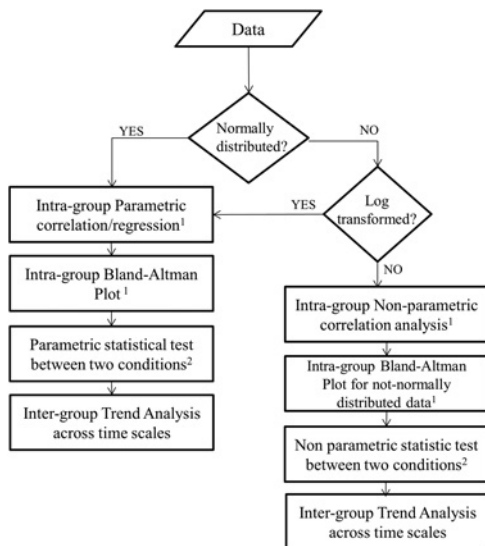 Data
Normally
distributed?
YES
NO
Intra-group Parametric
correlation/regression¹
YES
Log
transformed?
Intra-group Bland-Altman
Plot ¹
NO
Parametric statistical test
between two conditions²
Inter-group Trend Analysis
across time scales
Intra-group Non-parametric
correlation analysis¹
Intra-group Bland-Altman
Plot for not-normally
distributed data¹
Non parametric statistic test
between two conditions²
Inter-group Trend Analysis
across time scales